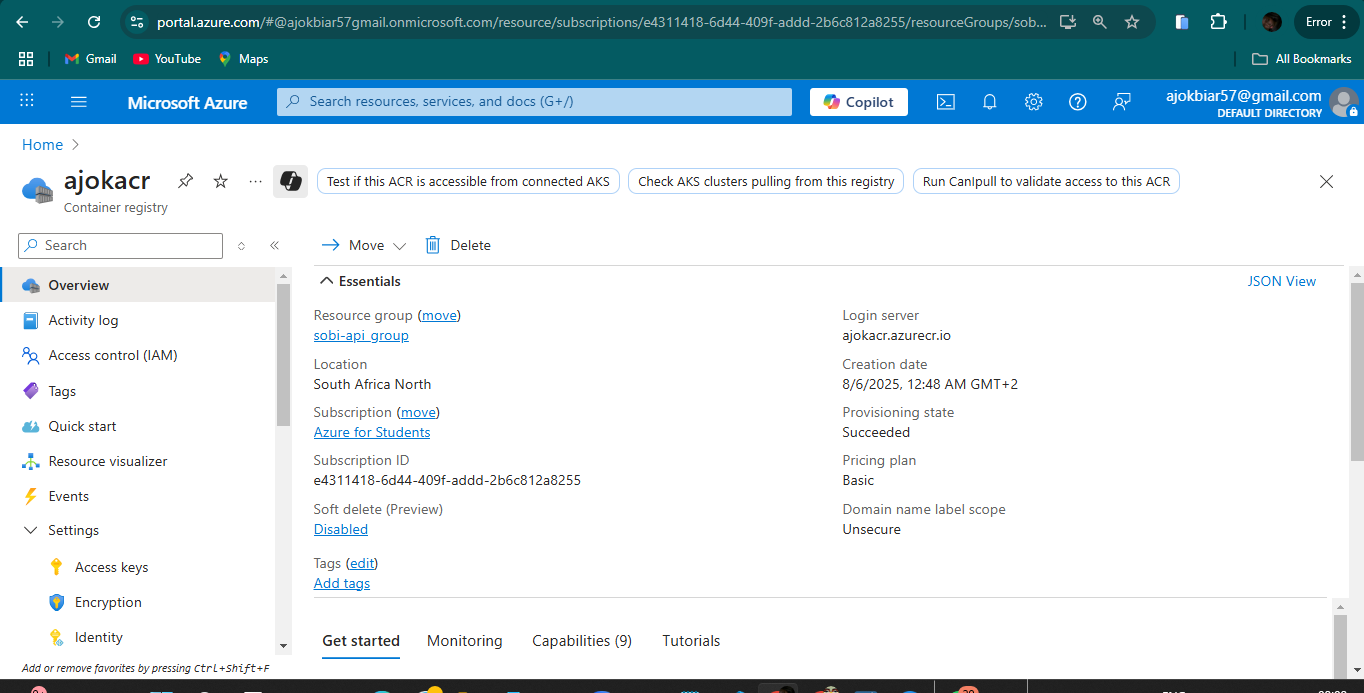 portal.azure.com/#@ajokbiar57gmail.onmicrosoft.com/resource/subscriptions/e4311418-6d44-409f-addd-2b6c812a8255/resourceGroups/sob...
Error
Gmail
YouTube
Maps
All Bookmarks
Microsoft Azure
Search resources, services, and docs (G+/)
Copilot
ajokbiar57@gmail.com
DEFAULT DIRECTORY
Home
ajokacr
Container registry
Test if this ACR is accessible from connected AKS
Check AKS clusters pulling from this registry
Run CanIpull to validate access to this ACR
Search
Overview
Activity log
Access control (IAM)
Tags
Quick start
Resource visualizer
Events
Settings
Access keys
Encryption
Identity
Add or remove favorites by pressing Ctrl+Shift+F
Move
Delete
Essentials
JSON View
Resource group (move)
sobi-api_group
Location
South Africa North
Subscription (move)
Azure for Students
Subscription ID
e4311418-6d44-409f-addd-2b6c812a8255
Soft delete (Preview)
Disabled
Tags (edit)
Add tags
Login server
ajokacr.azurecr.io
Creation date
8/6/2025, 12:48 AM GMT+2
Provisioning state
Succeeded
Pricing plan
Basic
Domain name label scope
Unsecure
Get started
Monitoring
Capabilities (9)
Tutorials